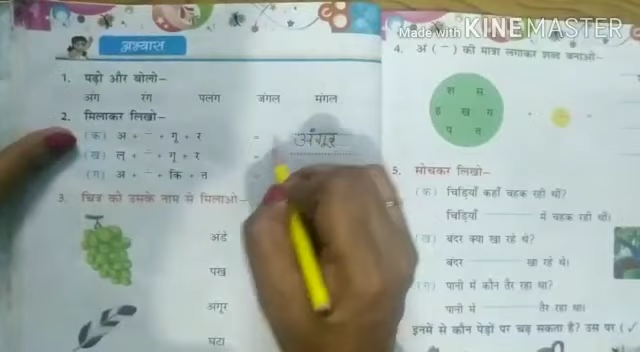 Made with KINEMASTER
अभ्यास
1. पढ़ो और बोलो–
अंग रंग पलंग जंगल मंगल
2. मिलाकर लिखो–
(क) अ + ¯ + गू + र = अंगूर
(ख) ल् + ¯ + गू + र
(ग) अ + ¯ + कि + त
3. चित्र को उसके नाम से मिलाओ–
अंडे
पंख
अंगूर
घंटा
4. अं ( ¯ ) की मात्रा लगाकर शब्द बनाओ–
श ख ग
प त
5. सोचकर लिखो–
(क) चिड़ियाँ कहाँ चहक रही थीं?
चिड़ियाँ में चहक रही थीं।
(ख) बंदर क्या खा रहे थे?
बंदर खा रहे थे।
(ग) पानी में कौन तैर रहा था?
पानी में तैर रहा था।
इनमें से कौन पेड़ों पर चढ़ सकता है? उस पर (✓